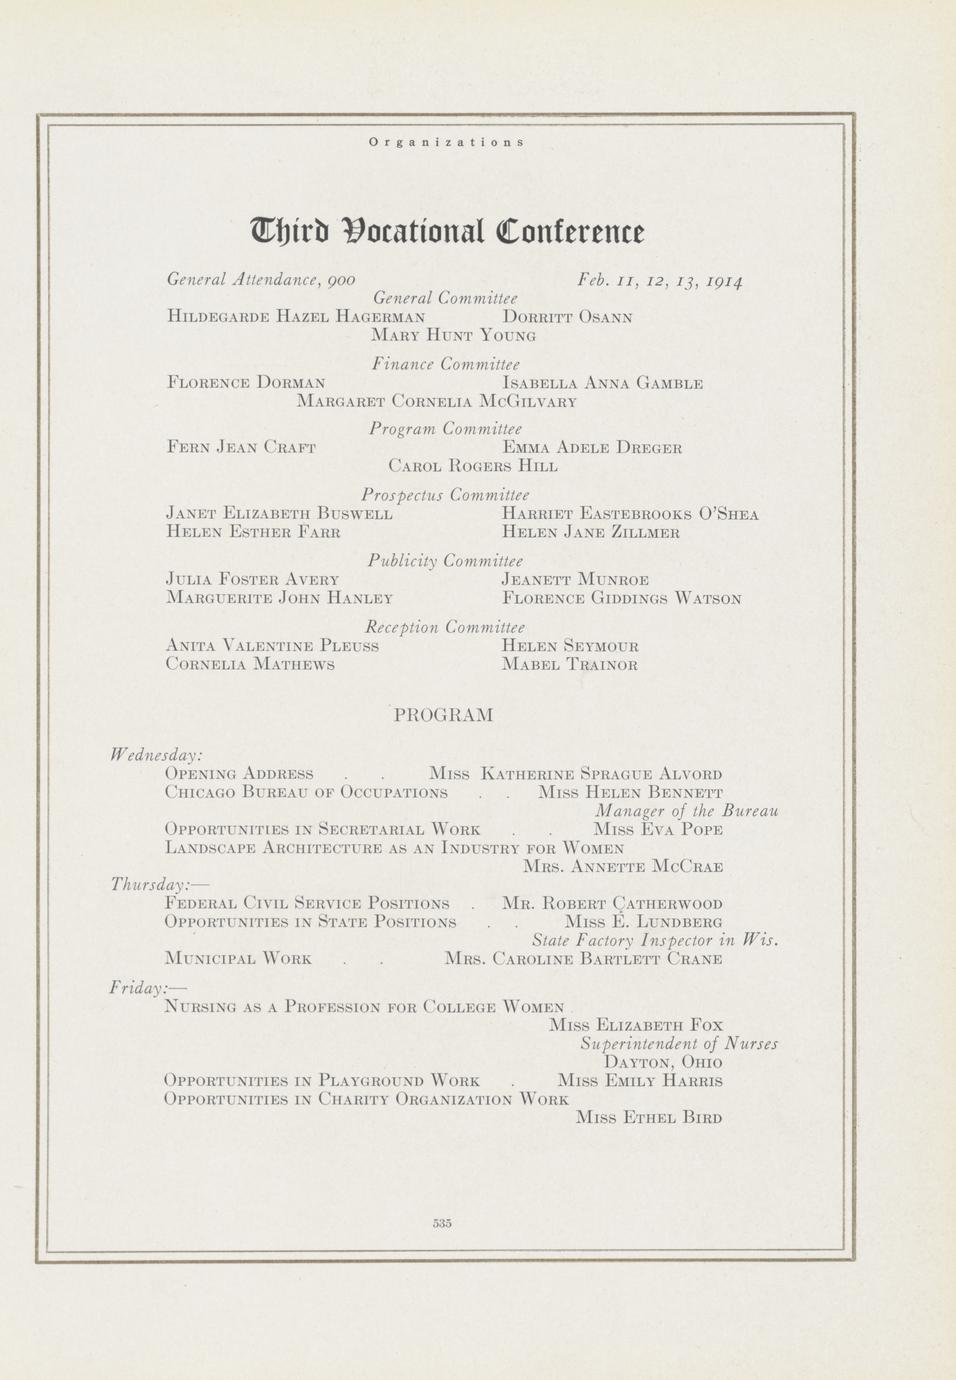 Organizations
Third Vocational Conference
General Attendance, 900 Feb. 11, 12, 13, 1914
General Committee
Hildegarde Hazel Hagerman Dorritt Osann
Mary Hunt Young
Finance Committee
Florence Dorman Isabella Anna Gamble
Margaret Cornelia McGilvary
Program Committee
Fern Jean Craft Emma Adele Dreger
Carol Rogers Hill
Prospectus Committee
Janet Elizabeth Buswell Harriet Eastebrooks O'Shea
Helen Esther Farr Helen Jane Zillmer
Publicity Committee
Julia Foster Avery Jeanett Munroe
Marguerite John Hanley Florence Giddings Watson
Reception Committee
Anita Valentine Pleuss Helen Seymour
Cornelia Mathews Mabel Trainor
PROGRAM
Wednesday:
Opening Address . . Miss Katherine Sprague Alvord
Chicago Bureau of Occupations . . Miss Helen Bennett
Manager of the Bureau
Opportunities in Secretarial Work . . Miss Eva Pope
Landscape Architecture as an Industry for Women
Mrs. Annette McCrae
Thursday:—
Federal Civil Service Positions . Mr. Robert Catherwood
Opportunities in State Positions . . Miss E. Lundberg
State Factory Inspector in Wis.
Municipal Work . . Mrs. Caroline Bartlett Crane
Friday:—
Nursing as a Profession for College Women
Miss Elizabeth Fox
Superintendent of Nurses
Dayton, Ohio
Opportunities in Playground Work . Miss Emily Harris
Opportunities in Charity Organization Work
Miss Ethel Bird
535